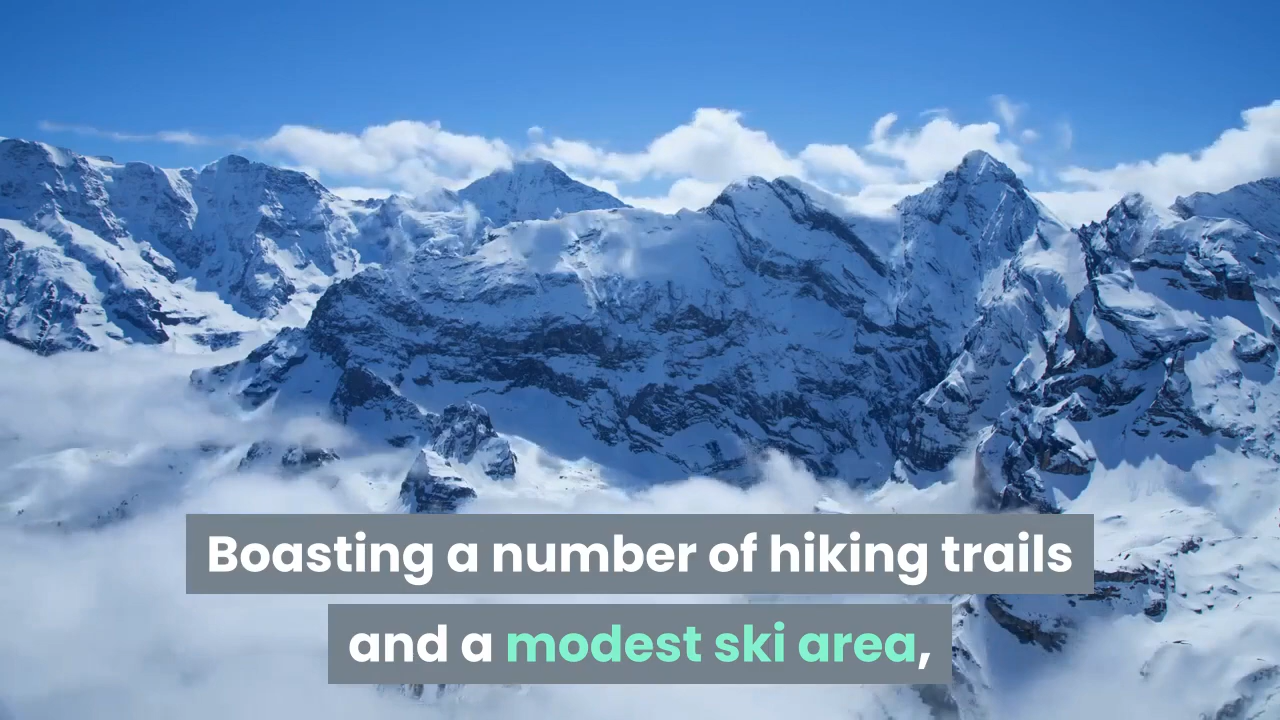 Boasting a number of hiking trails
and a modest ski area,